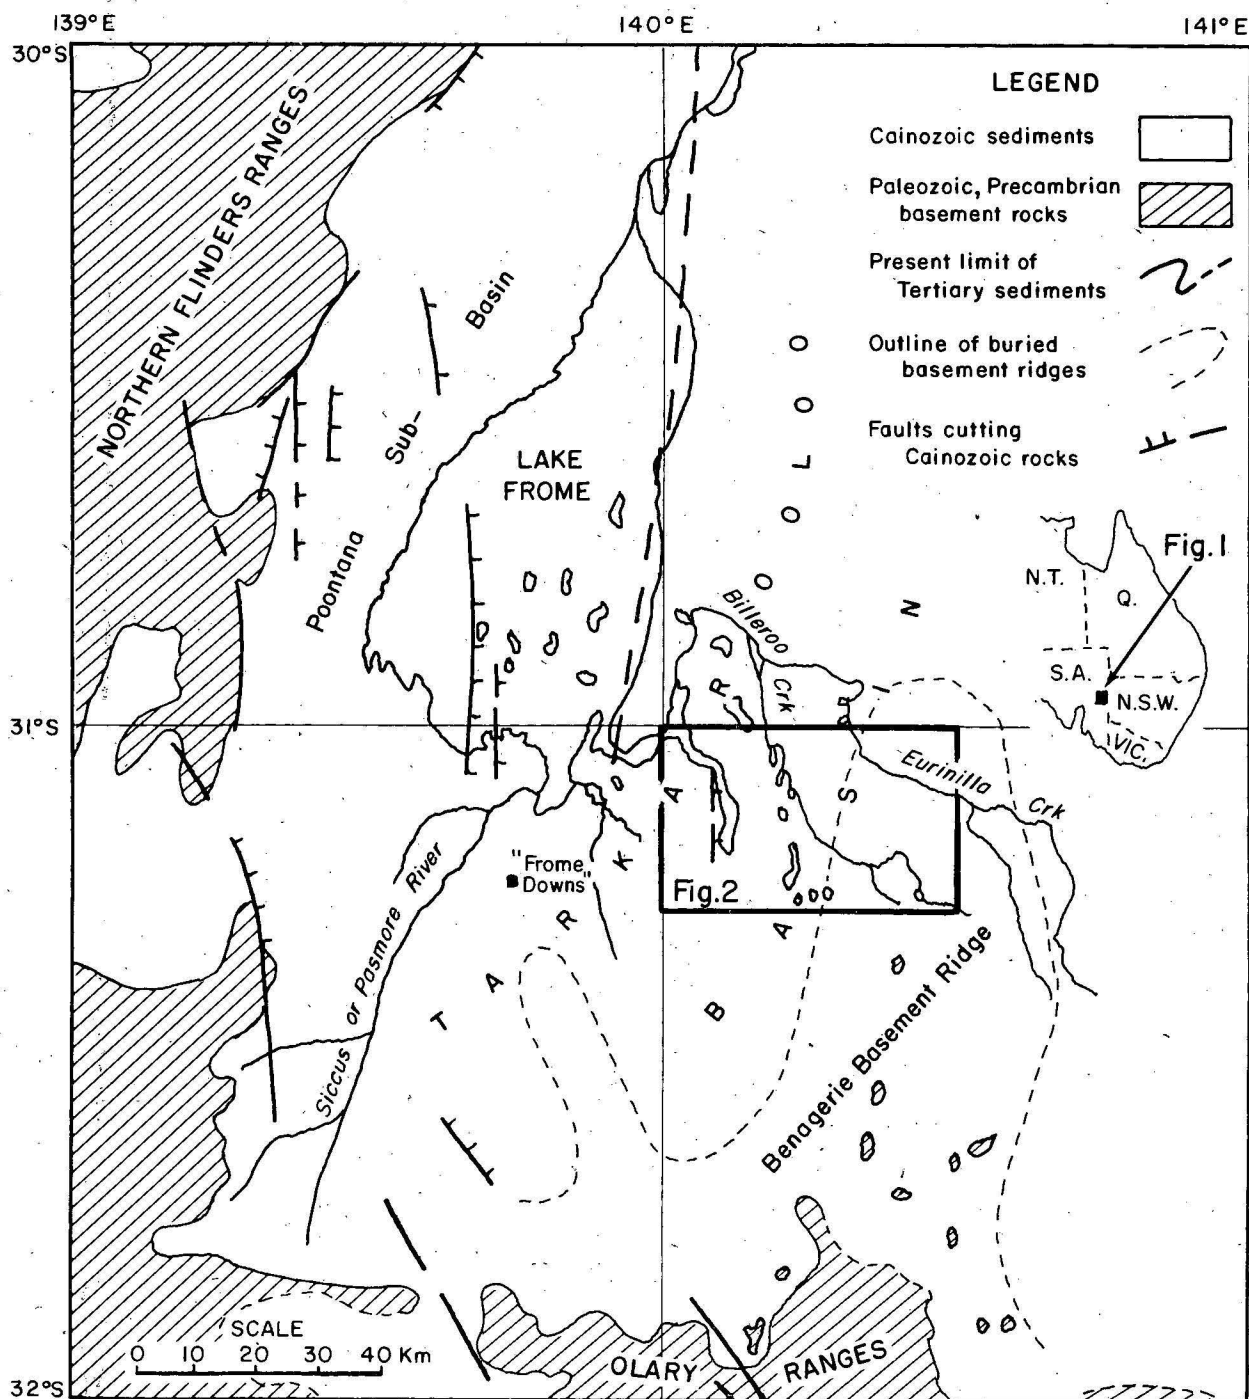 139°E
140°E
141°E
30°S
31°S
32°S
LEGEND
Cainozoic sediments
Paleozoic, Precambrian
basement rocks
Present limit of
Tertiary sediments
Outline of buried
basement ridges
Faults cutting
Cainozoic rocks
NORTHERN FLINDERS RANGES
Poontana Sub-Basin
LAKE
FROME
TARKAROOLOO
BASIN
Billeroo Crk
Eurinilla Crk
Fig.1
N.T.
Q.
S.A.
N.S.W.
VIC.
Fig.2
"Frome
Downs"
Siccus or Pasmore River
Benagerie Basement Ridge
OLARY RANGES
SCALE
0 10 20 30 40 Km